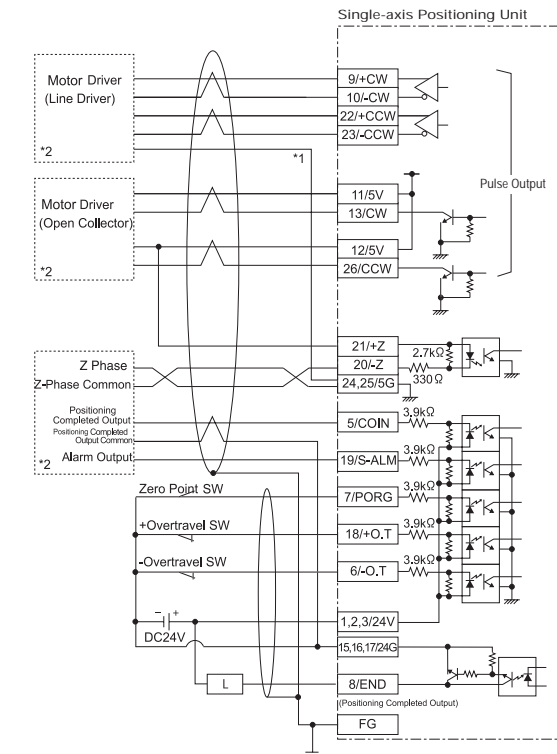 Single-axis Positioning Unit
Motor Driver
(Line Driver)
*2
*1
9/+CW
10/-CW
22/+CCW
23/-CCW
Pulse Output
Motor Driver
(Open Collector)
*2
11/5V
13/CW
12/5V
26/CCW
21/+Z
20/-Z
24,25/5G
2.7kΩ
330Ω
Z Phase
Z-Phase Common
Positioning
Completed Output
Positioning Completed
Output Common
*2 Alarm Output
5/COIN
3.9kΩ
19/S-ALM
3.9kΩ
Zero Point SW
7/PORG
3.9kΩ
+Overtravel SW
18/+O.T
3.9kΩ
-Overtravel SW
6/-O.T
3.9kΩ
− +
DC24V
1,2,3/24V
15,16,17/24G
L
8/END
(Positioning Completed Output)
FG